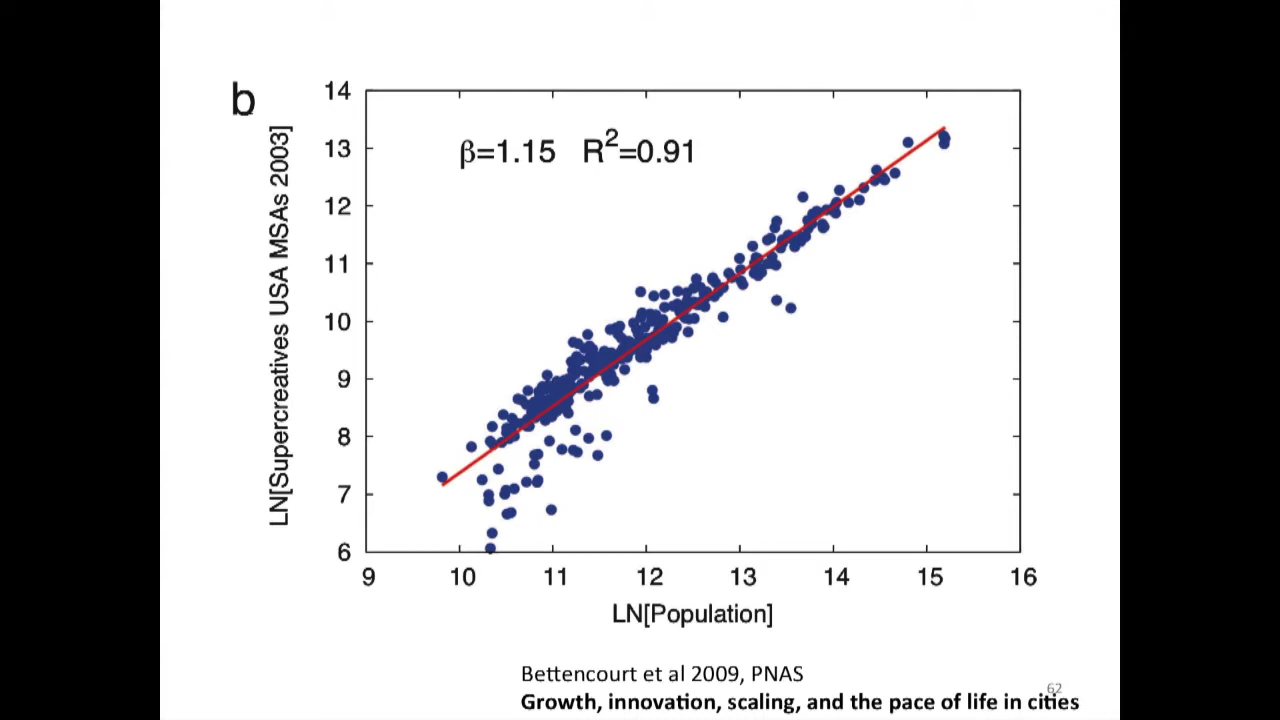 b
β=1.15 R²=0.91
LN[Supercreatives USA MSAs 2003]
14
13
12
11
10
9
8
7
6
9 10 11 12 13 14 15 16
LN[Population]
Bettencourt et al 2009, PNAS
62
Growth, innovation, scaling, and the pace of life in cities